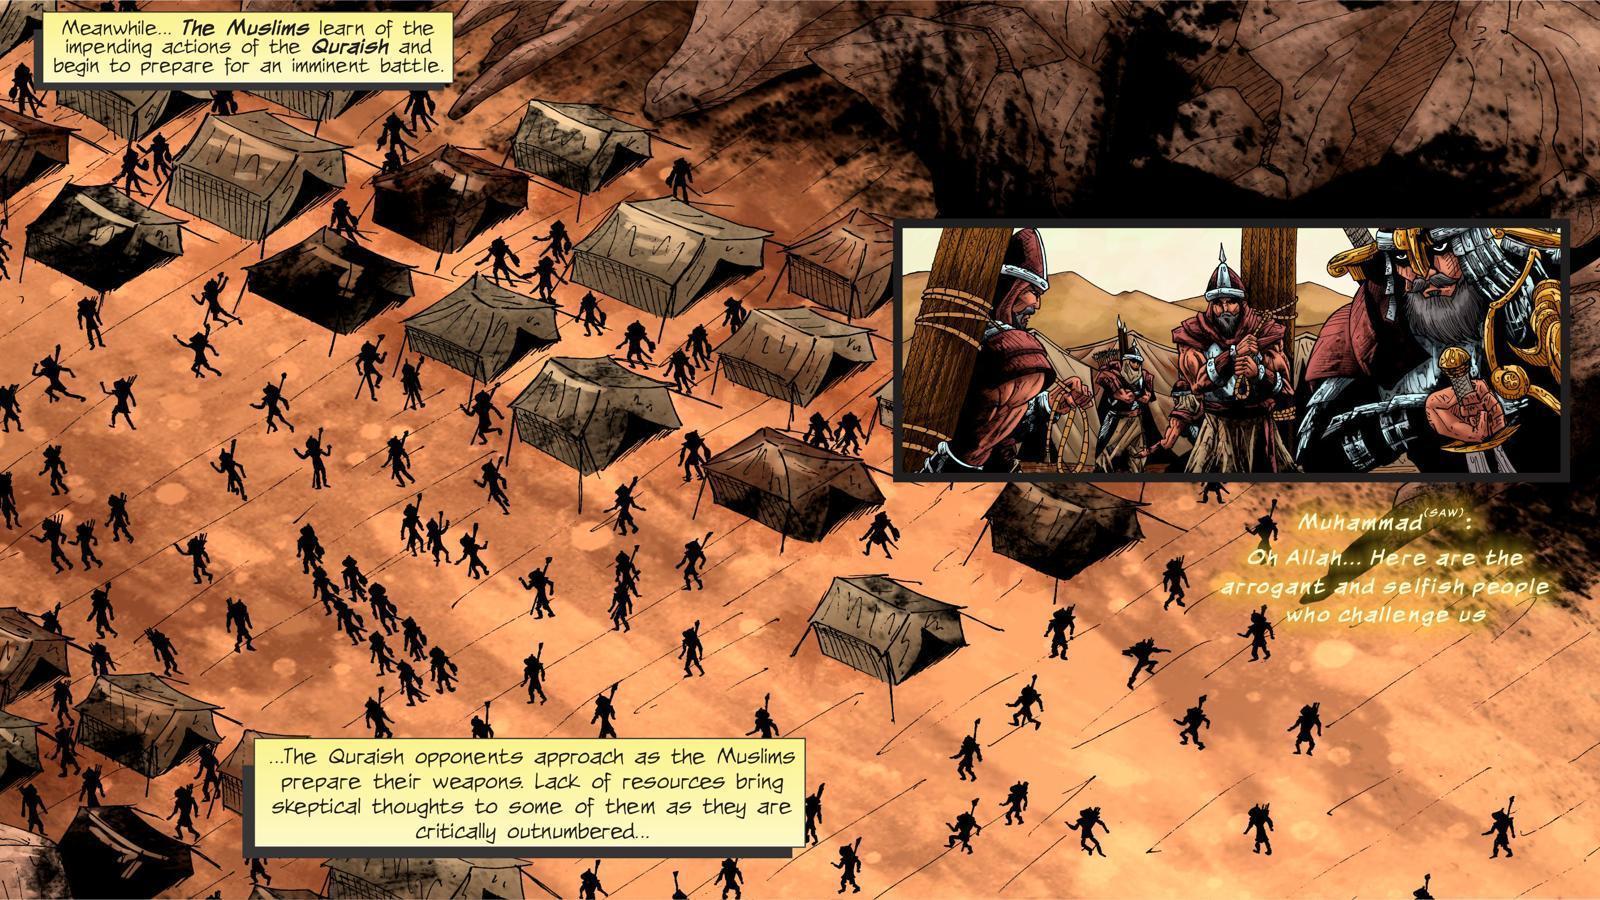 Meanwhile... The Muslims learn of the
impending actions of the Quraish and
begin to prepare for an imminent battle.
Muhammad(SAW):
Oh Allah... Here are the
arrogant and selfish people
who challenge us
...The Quraish opponents approach as the Muslims
prepare their weapons. Lack of resources bring
skeptical thoughts to some of them as they are
critically outnumbered...